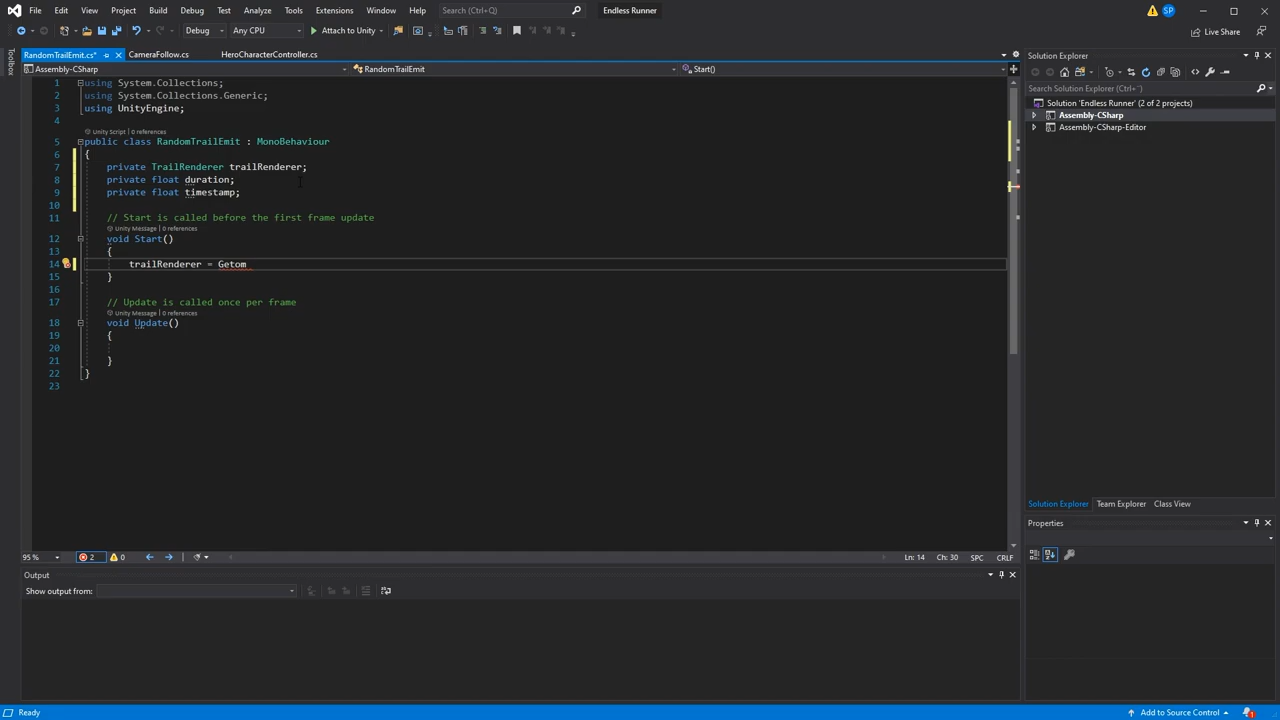 File Edit View Project Build Debug Test Analyze Tools Extensions Window Help Search (Ctrl+Q) Endless Runner SP
Debug Any CPU Attach to Unity Live Share
Toolbox
RandomTrailEmit.cs* CameraFollow.cs HeroCharacterController.cs
Assembly-CSharp RandomTrailEmit Start()
1 using System.Collections;
2 using System.Collections.Generic;
3 using UnityEngine;
4
Unity Script | 0 references
5 public class RandomTrailEmit : MonoBehaviour
6 {
7 private TrailRenderer trailRenderer;
8 private float duration;
9 private float timestamp;
10
11 // Start is called before the first frame update
Unity Message | 0 references
12 void Start()
13 {
14 trailRenderer = Getom
15 }
16
17 // Update is called once per frame
Unity Message | 0 references
18 void Update()
19 {
20
21 }
22 }
23
95 % 2 0 Ln: 14 Ch: 30 SPC CRLF
Output
Show output from:
Solution Explorer
Search Solution Explorer (Ctrl+¨)
Solution 'Endless Runner' (2 of 2 projects)
Assembly-CSharp
Assembly-CSharp-Editor
Solution Explorer Team Explorer Class View
Properties
Ready Add to Source Control 1